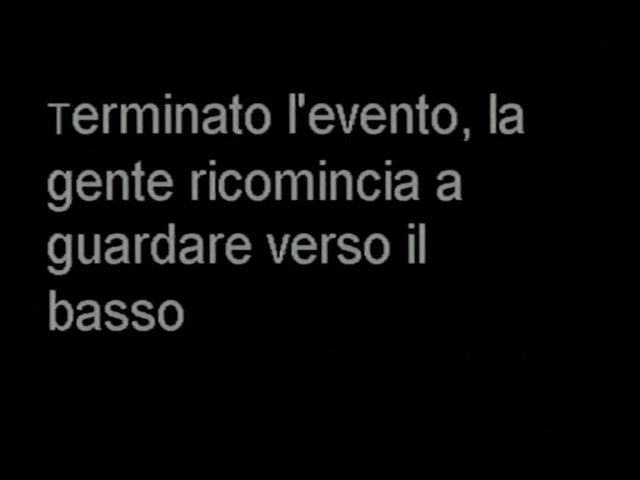 Terminato l'evento, la
gente ricomincia a
guardare verso il
basso